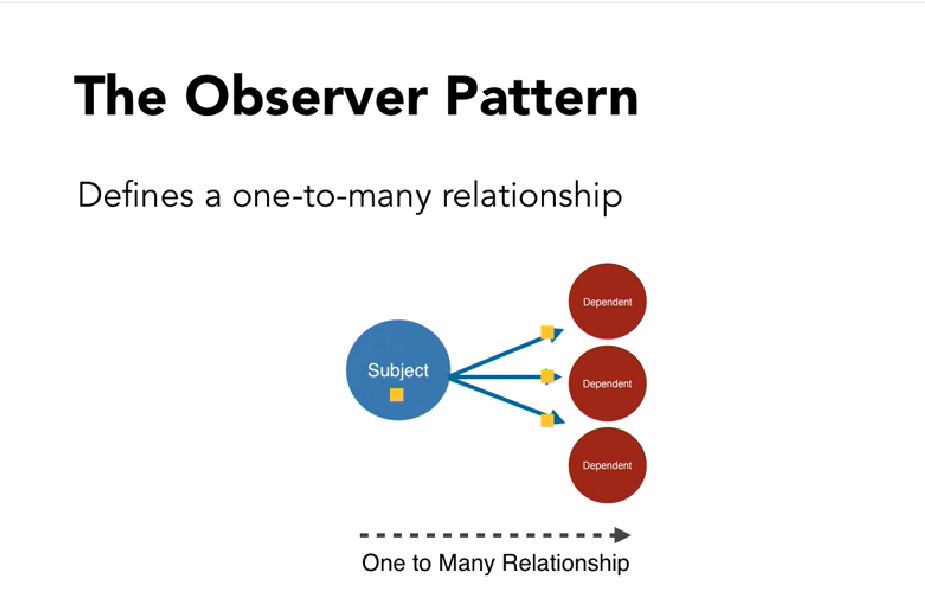 The Observer Pattern
Defines a one-to-many relationship
Dependent
Subject
Dependent
Dependent
One to Many Relationship